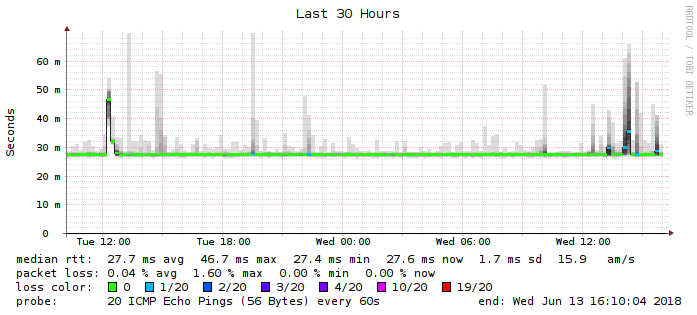 Last 30 Hours
RRDTOOL / TOBI OETIKER
Seconds
60 m
50 m
40 m
30 m
20 m
10 m
0
Tue 12:00 Tue 18:00 Wed 00:00 Wed 06:00 Wed 12:00
median rtt: 27.7 ms avg 46.7 ms max 27.4 ms min 27.6 ms now 1.7 ms sd 15.9 am/s
packet loss: 0.04 % avg 1.60 % max 0.00 % min 0.00 % now
loss color: 0 1/20 2/20 3/20 4/20 10/20 19/20
probe: 20 ICMP Echo Pings (56 Bytes) every 60s end: Wed Jun 13 16:10:04 2018